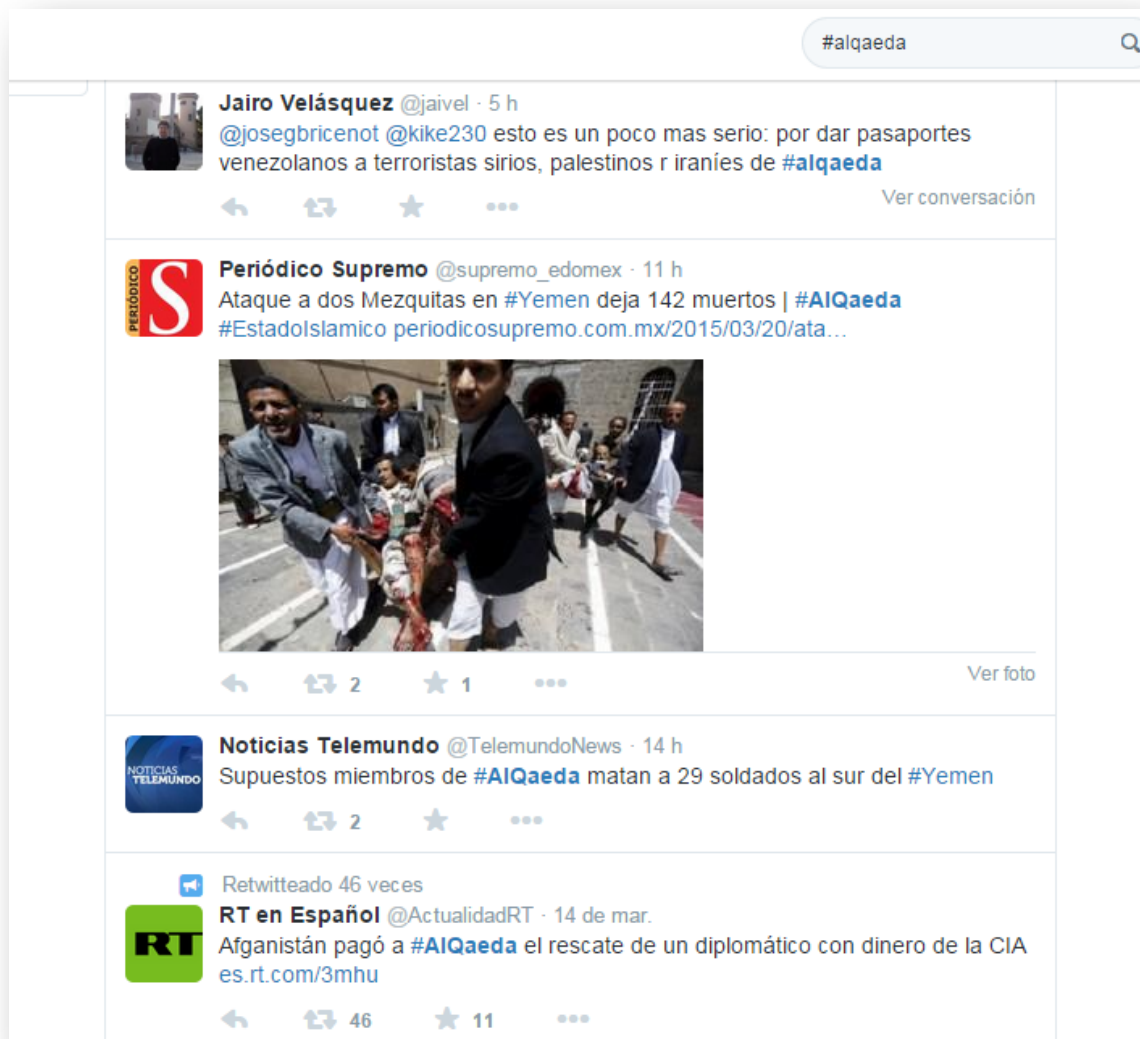 #alqaeda
Jairo Velásquez @jaivel · 5 h
@josegbricenot @kike230 esto es un poco mas serio: por dar pasaportes
venezolanos a terroristas sirios, palestinos r iraníes de #alqaeda
Ver conversación
PERIÓDICO
S
Periódico Supremo @supremo_edomex · 11 h
Ataque a dos Mezquitas en #Yemen deja 142 muertos | #AlQaeda
#EstadoIslamico periodicosupremo.com.mx/2015/03/20/ata…
2 1
Ver foto
NOTICIAS
TELEMUNDO
Noticias Telemundo @TelemundoNews · 14 h
Supuestos miembros de #AlQaeda matan a 29 soldados al sur del #Yemen
2
Retwitteado 46 veces
RT
RT en Español @ActualidadRT · 14 de mar.
Afganistán pagó a #AlQaeda el rescate de un diplomático con dinero de la CIA
es.rt.com/3mhu
46 11